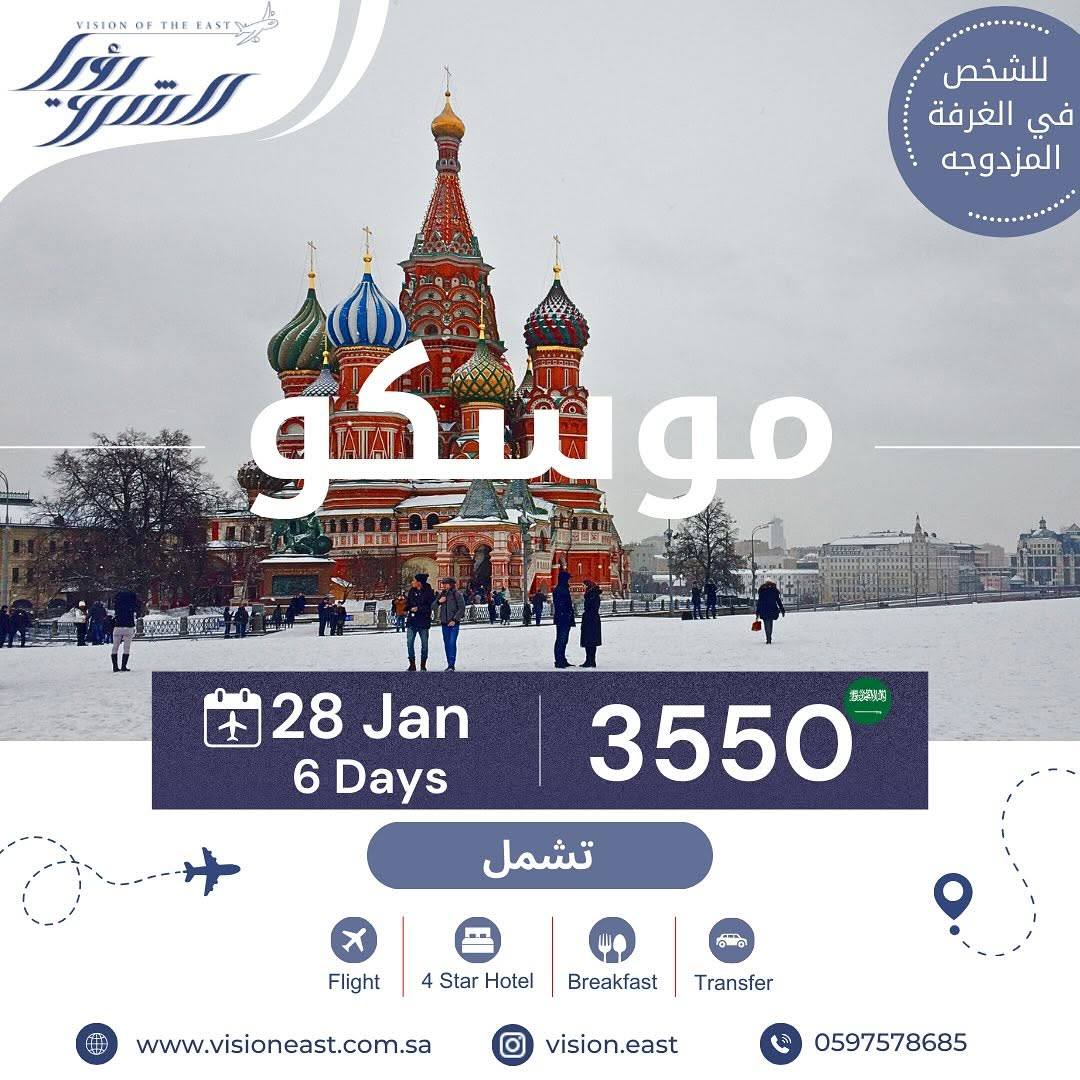 VISION OF THE EAST
رؤيا
الشرق
للشخص
في الغرفة
المزدوجه
موسكو
28 Jan
6 Days
3550
تشمل
Flight
4 Star Hotel
Breakfast
Transfer
www.visioneast.com.sa
vision.east
0597578685